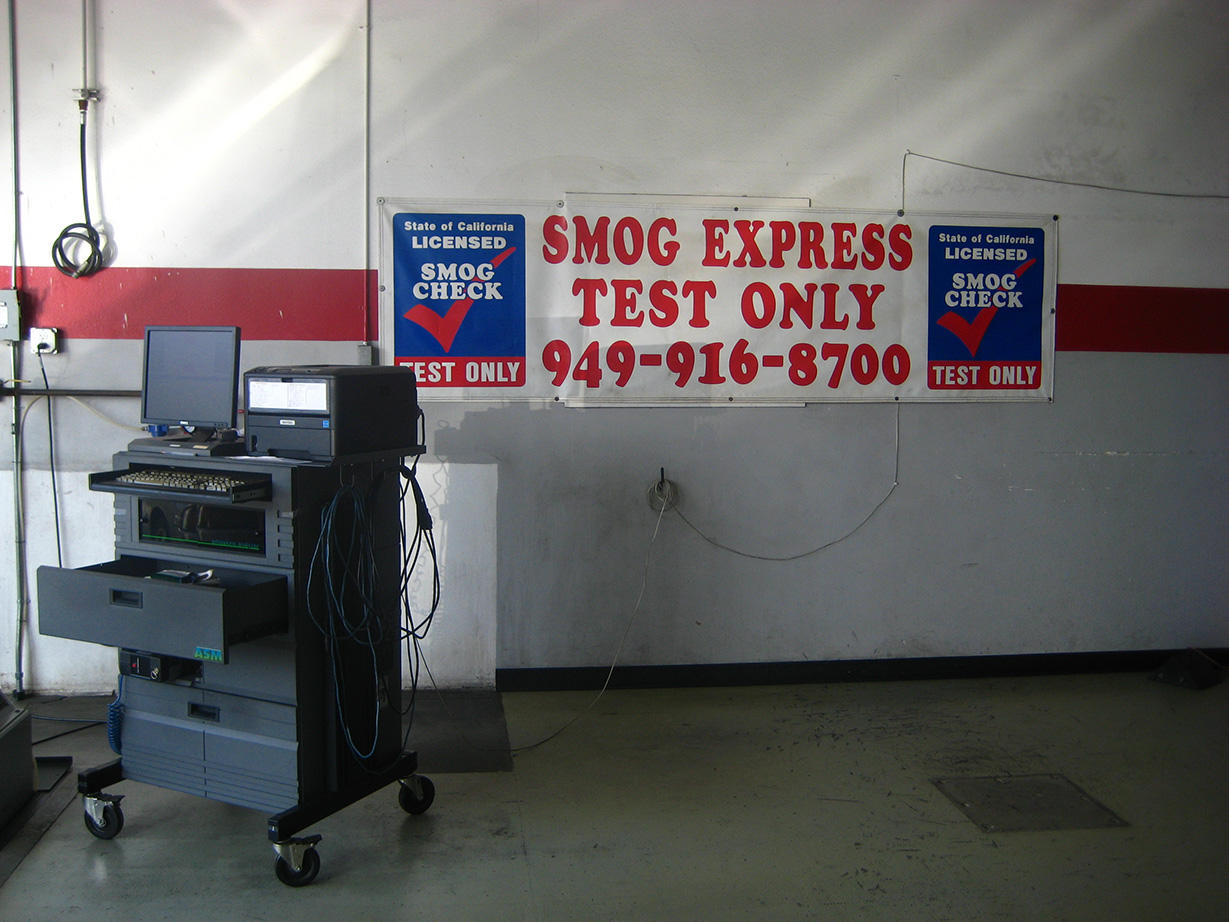 State of California
LICENSED
SMOG
CHECK
TEST ONLY
SMOG EXPRESS
TEST ONLY
949-916-8700
State of California
LICENSED
SMOG
CHECK
TEST ONLY
ASM